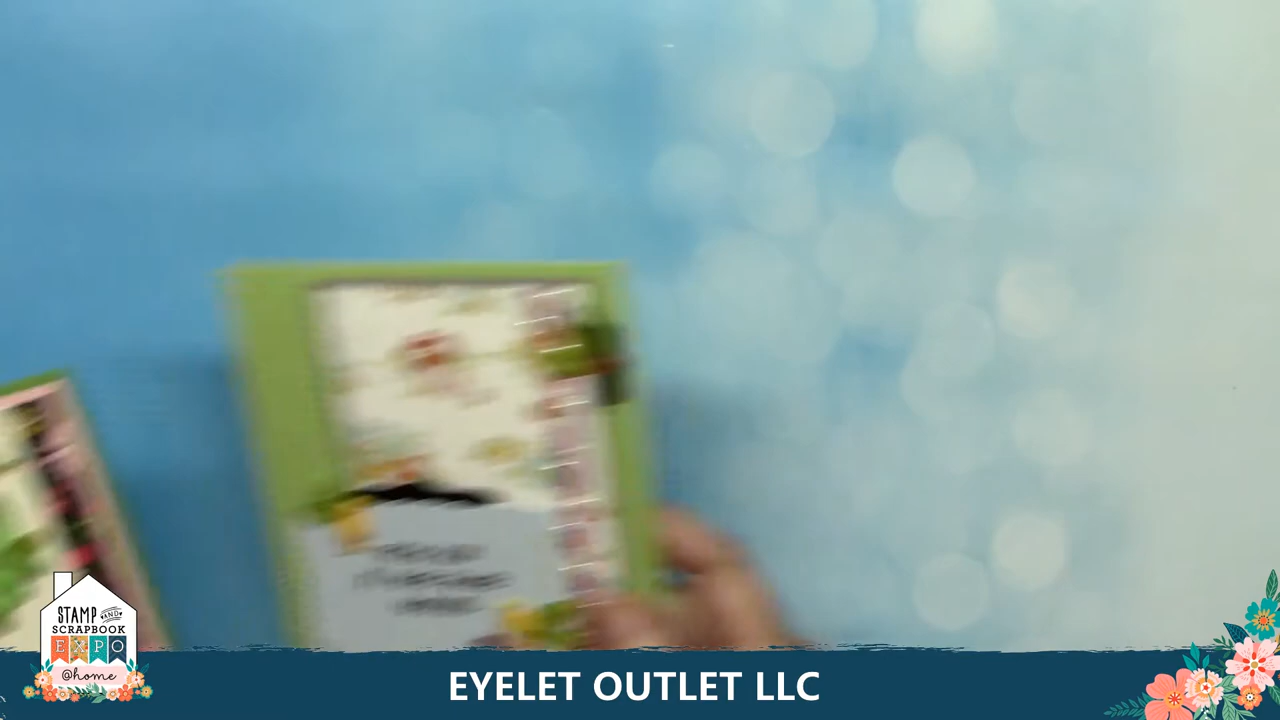 STAMP AND
SCRAPBOOK
EXPO
@home
EYELET OUTLET LLC